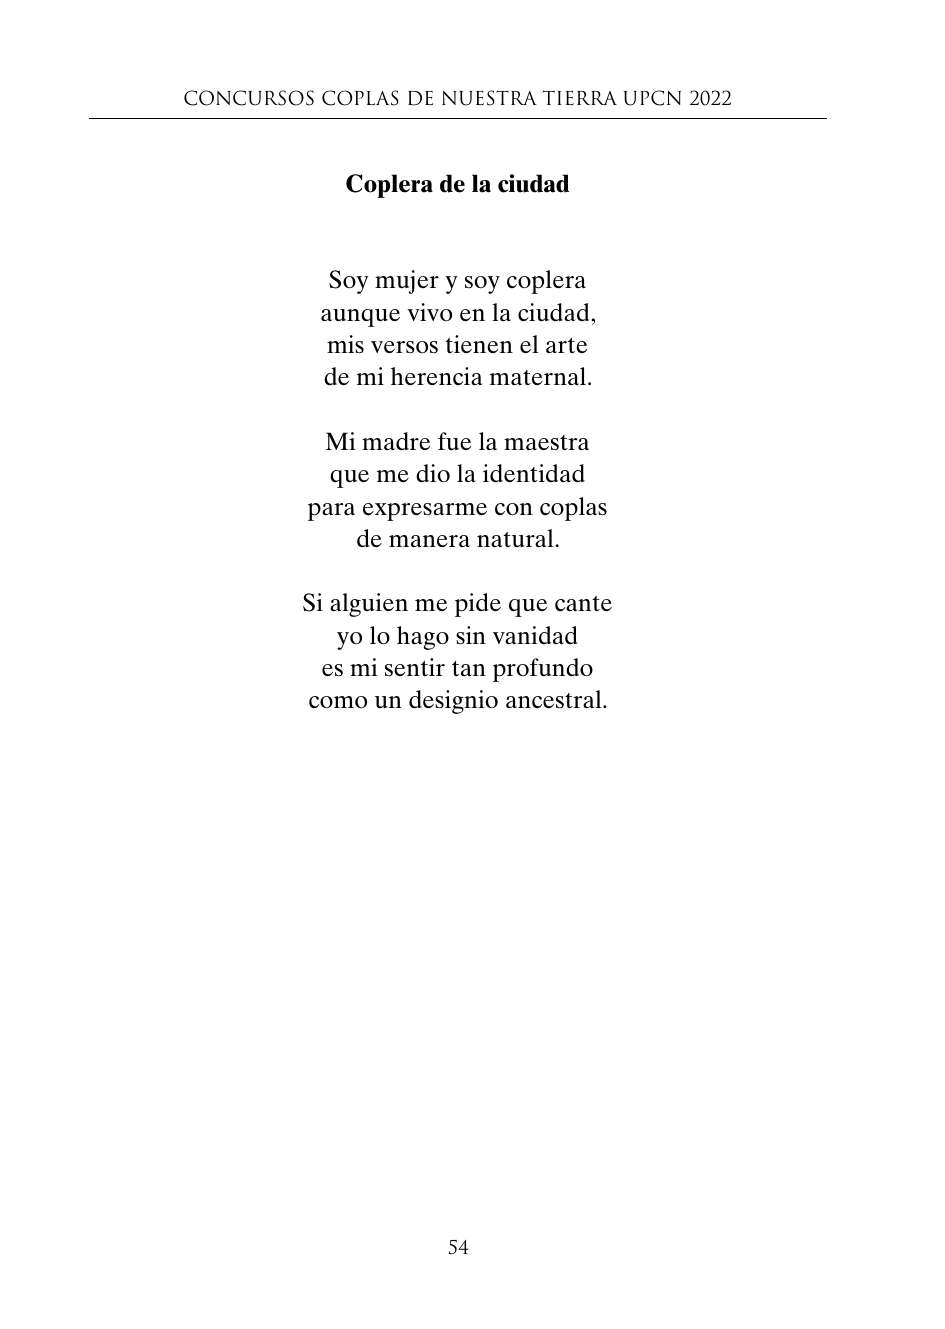 CONCURSOS COPLAS DE NUESTRA TIERRA UPCN 2022
Coplera de la ciudad
Soy mujer y soy coplera
aunque vivo en la ciudad,
mis versos tienen el arte
de mi herencia maternal.
Mi madre fue la maestra
que me dio la identidad
para expresarme con coplas
de manera natural.
Si alguien me pide que cante
yo lo hago sin vanidad
es mi sentir tan profundo
como un designio ancestral.
54